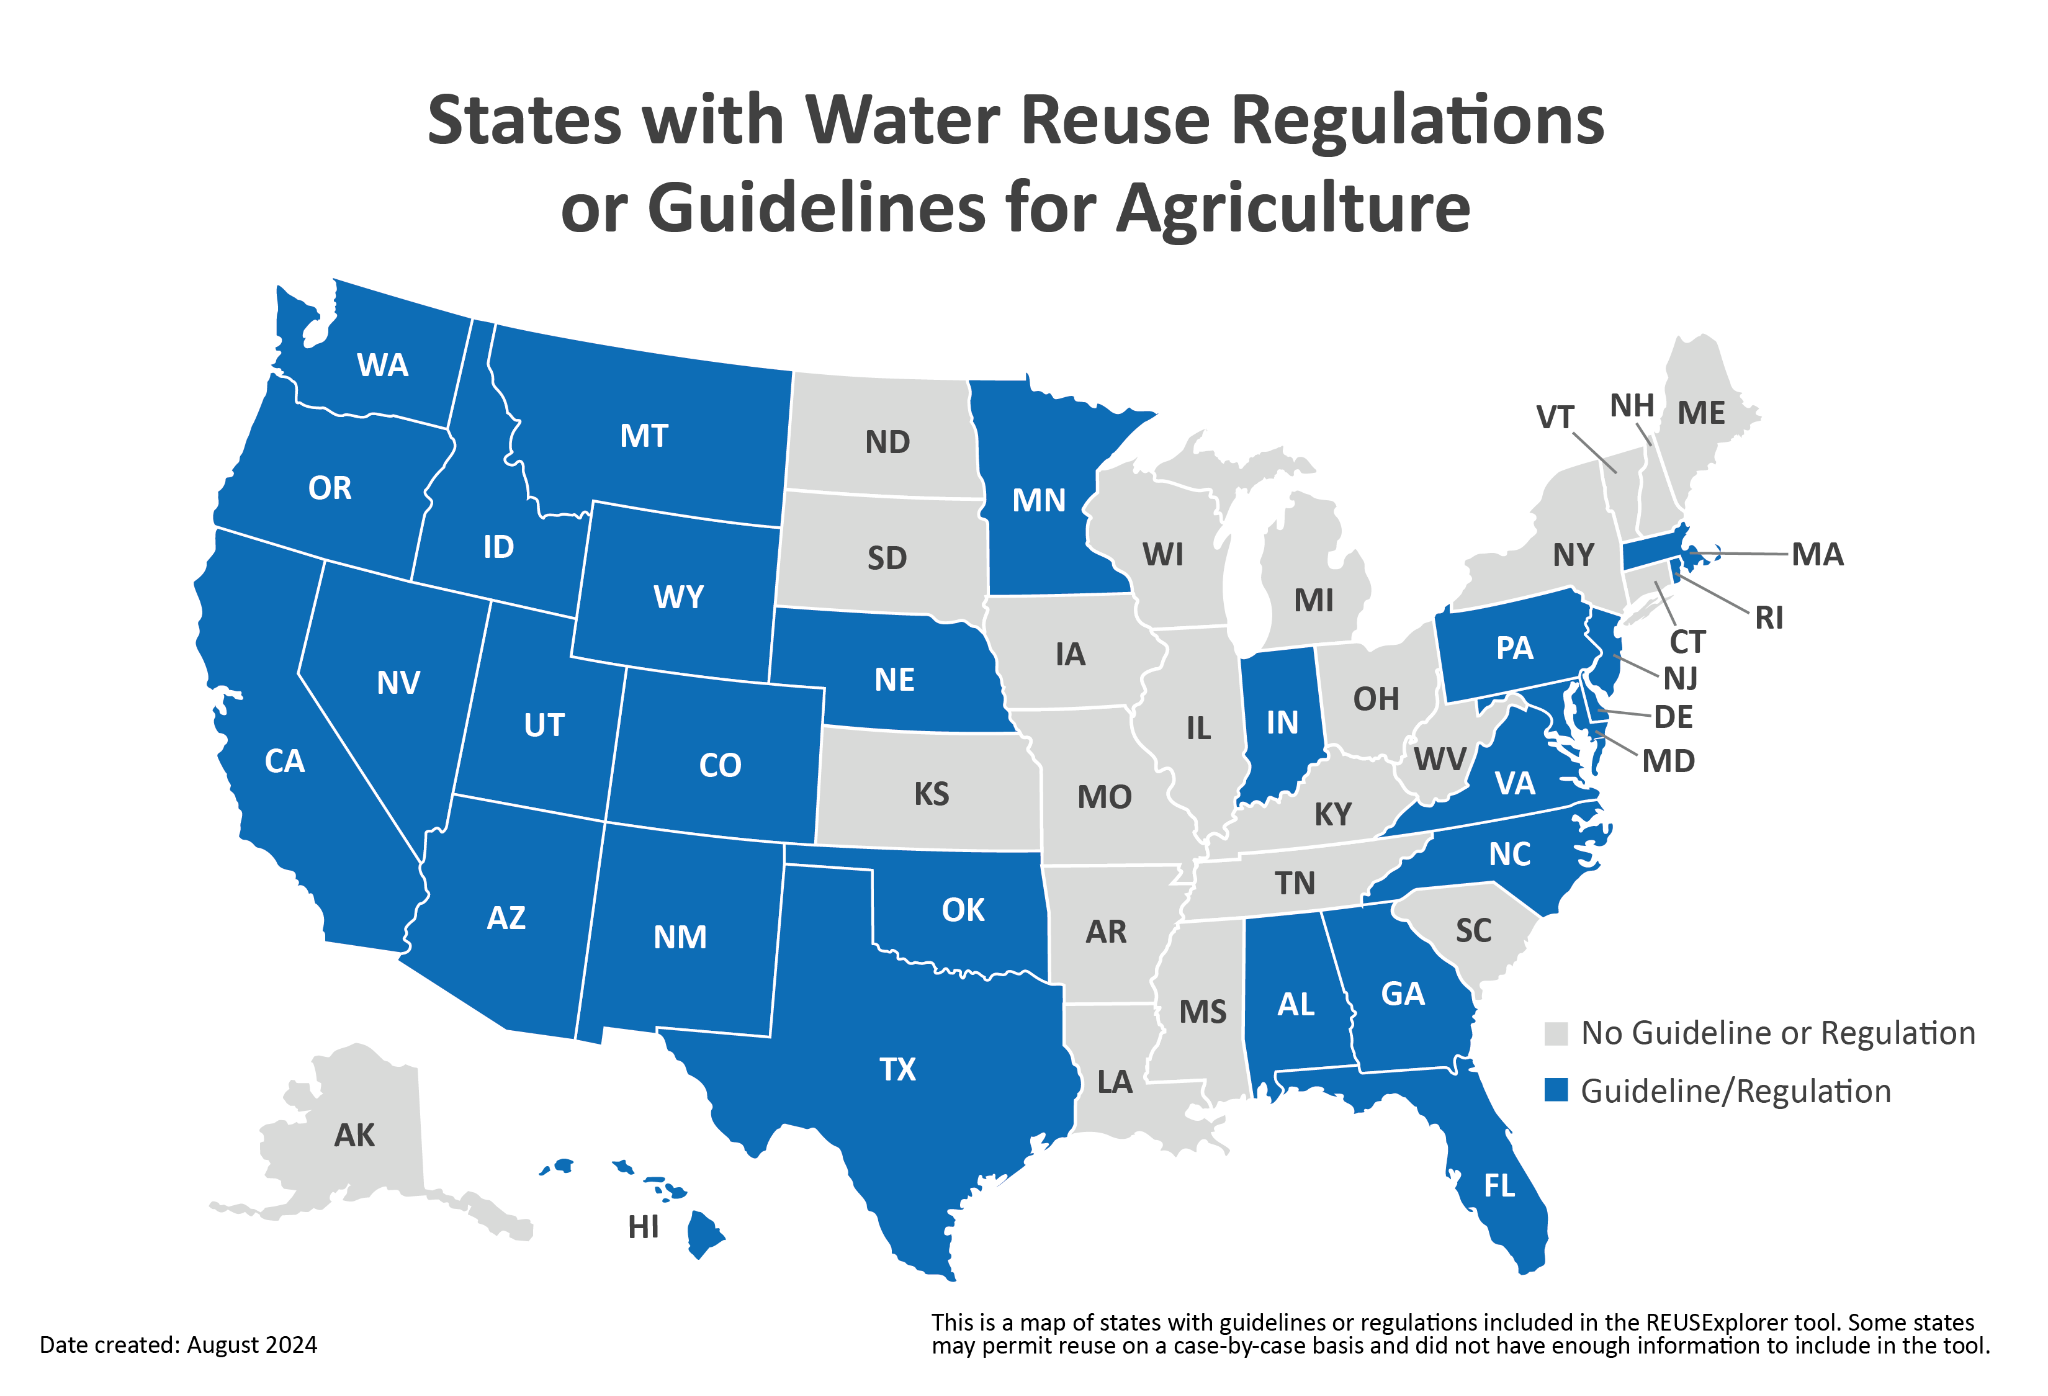 States with Water Reuse Regulations
or Guidelines for Agriculture
WA
MT
ND
MN
VT
NH
ME
OR
ID
SD
WI
NY
MA
WY
MI
RI
NV
NE
IA
PA
CT
NJ
UT
CO
IL
IN
OH
DE
CA
KS
MO
WV
VA
MD
KY
NC
AZ
NM
OK
AR
TN
SC
TX
MS
AL
GA
LA
No Guideline or Regulation
Guideline/Regulation
AK
HI
FL
This is a map of states with guidelines or regulations included in the REUSExplorer tool. Some states
may permit reuse on a case-by-case basis and did not have enough information to include in the tool.
Date created: August 2024